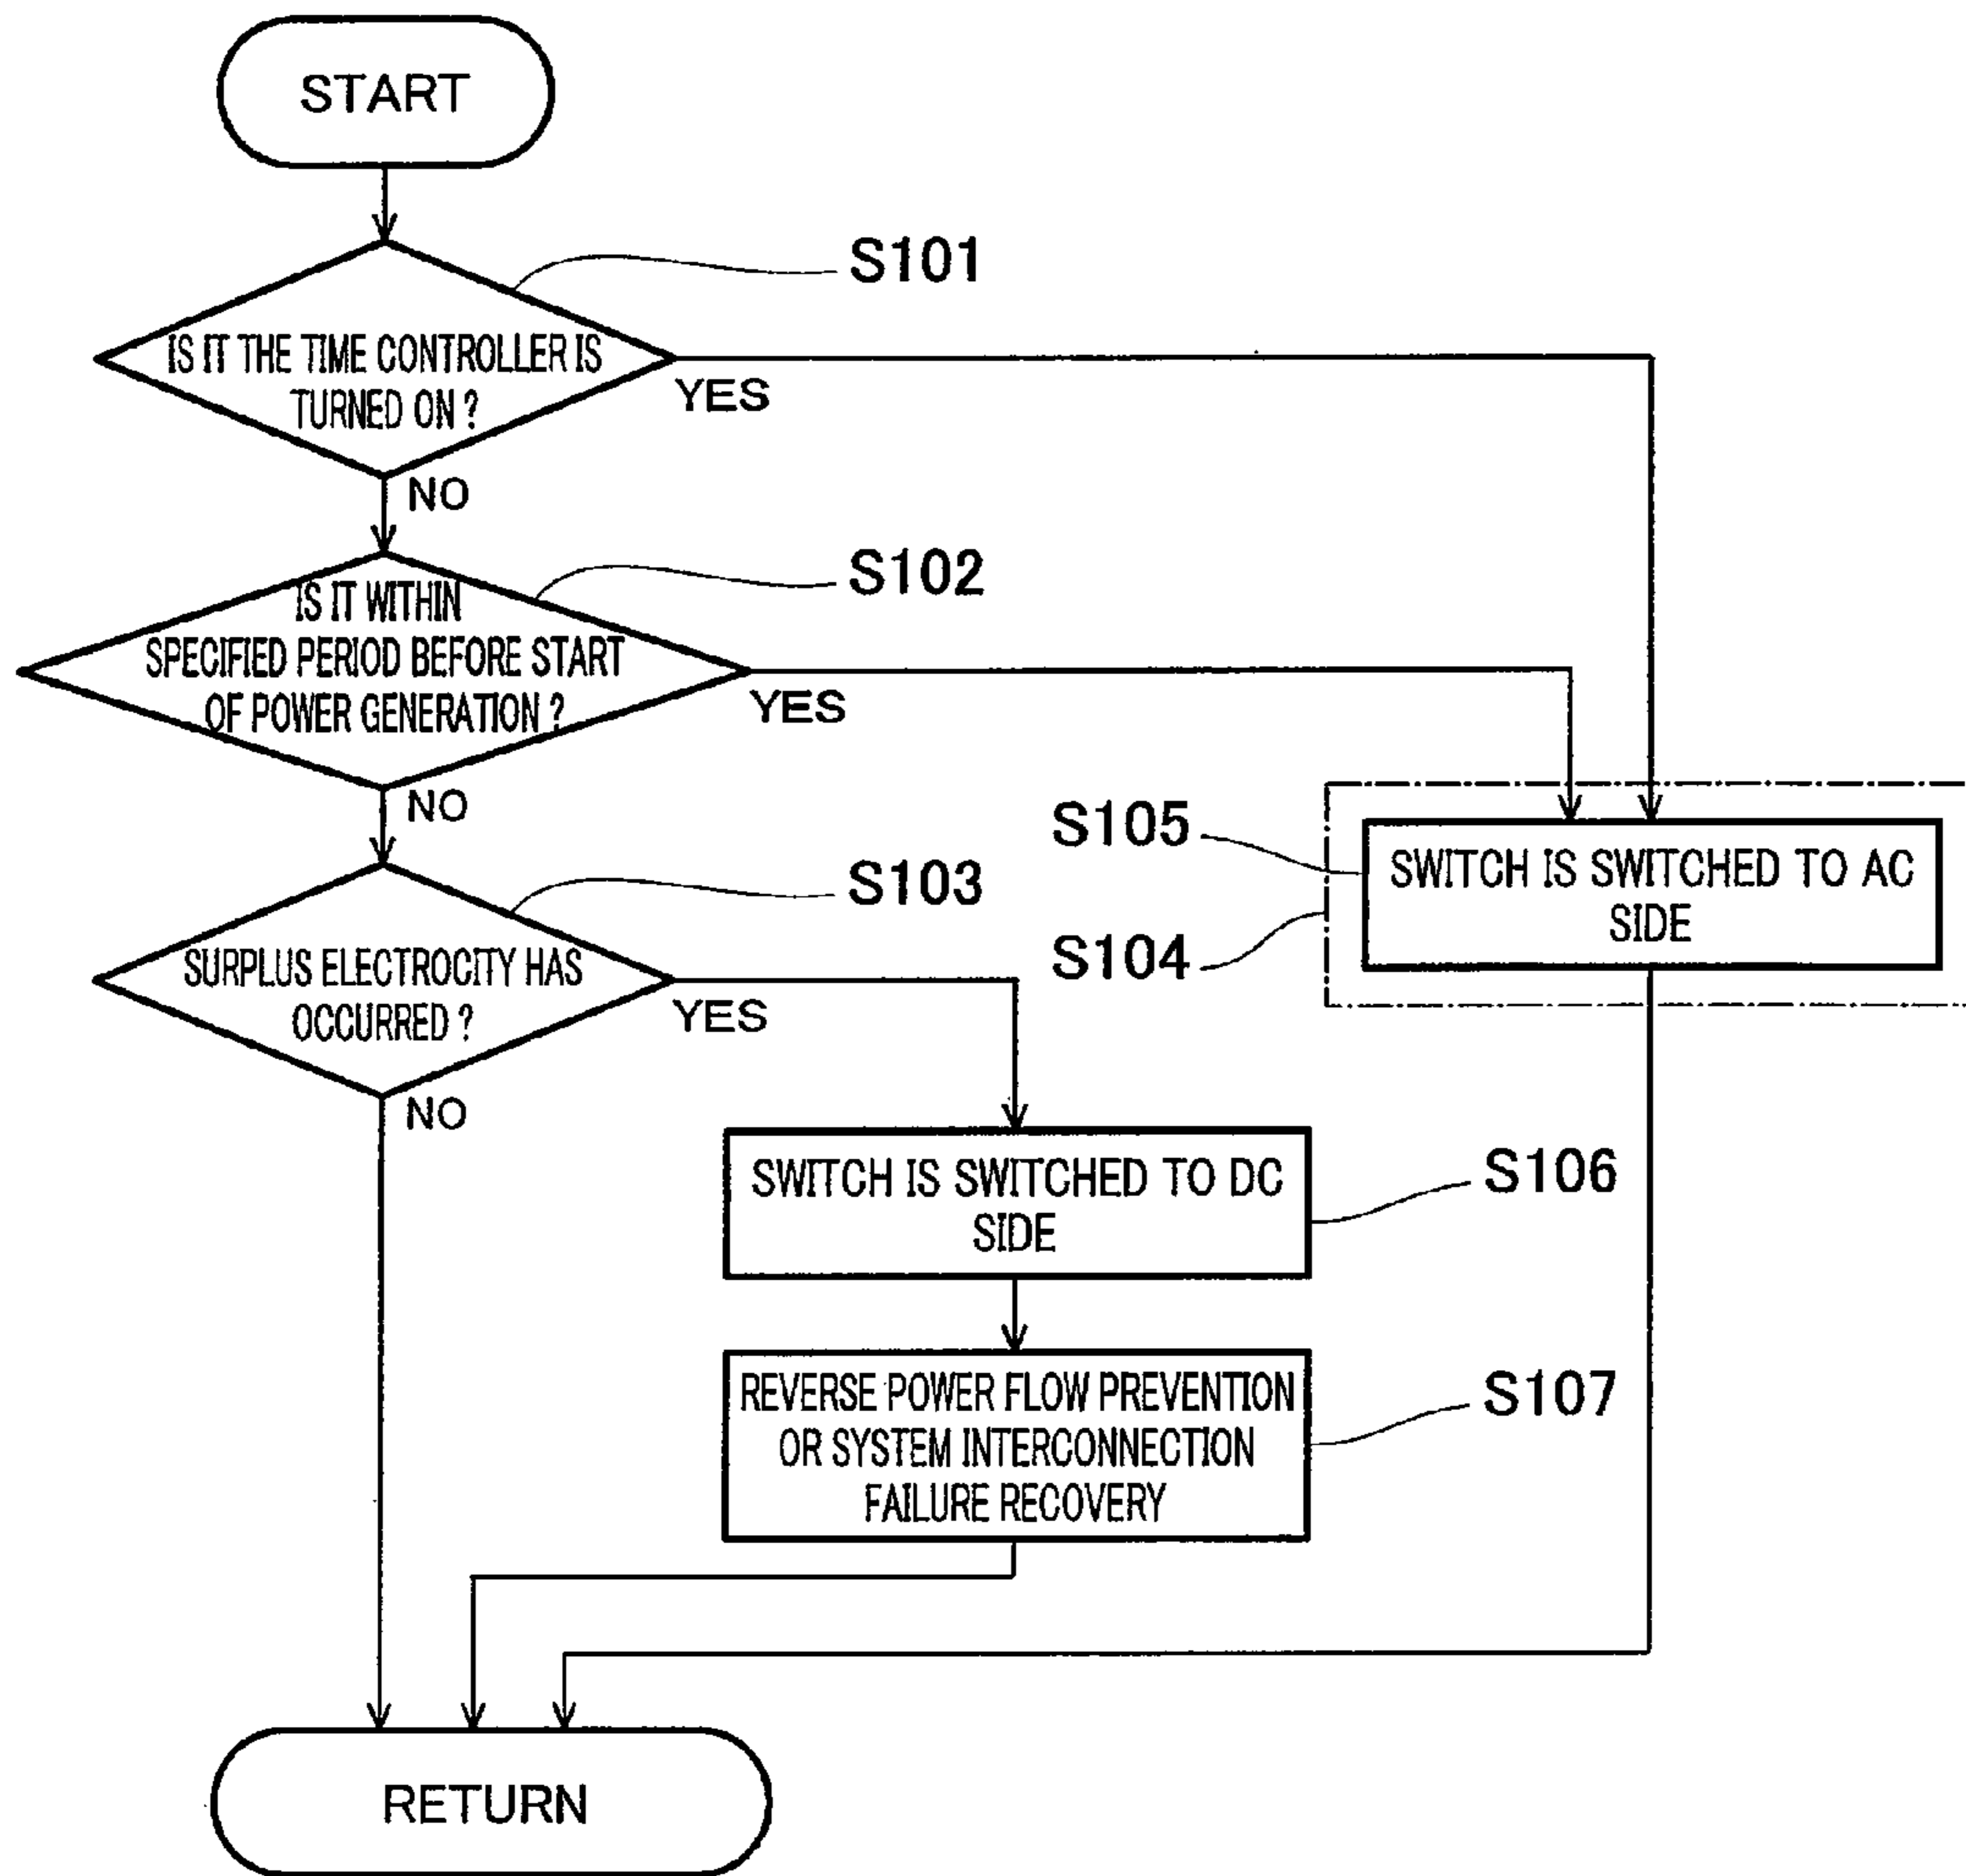 START
S101
IS IT THE TIME CONTROLLER IS
TURNED ON ?
YES
NO
S102
IS IT WITHIN
SPECIFIED PERIOD BEFORE START
OF POWER GENERATION ?
YES
NO
S105
SWITCH IS SWITCHED TO AC
SIDE
S104
S103
SURPLUS ELECTROCITY HAS
OCCURRED ?
YES
NO
SWITCH IS SWITCHED TO DC
SIDE
S106
REVERSE POWER FLOW PREVENTION
OR SYSTEM INTERCONNECTION
FAILURE RECOVERY
S107
RETURN